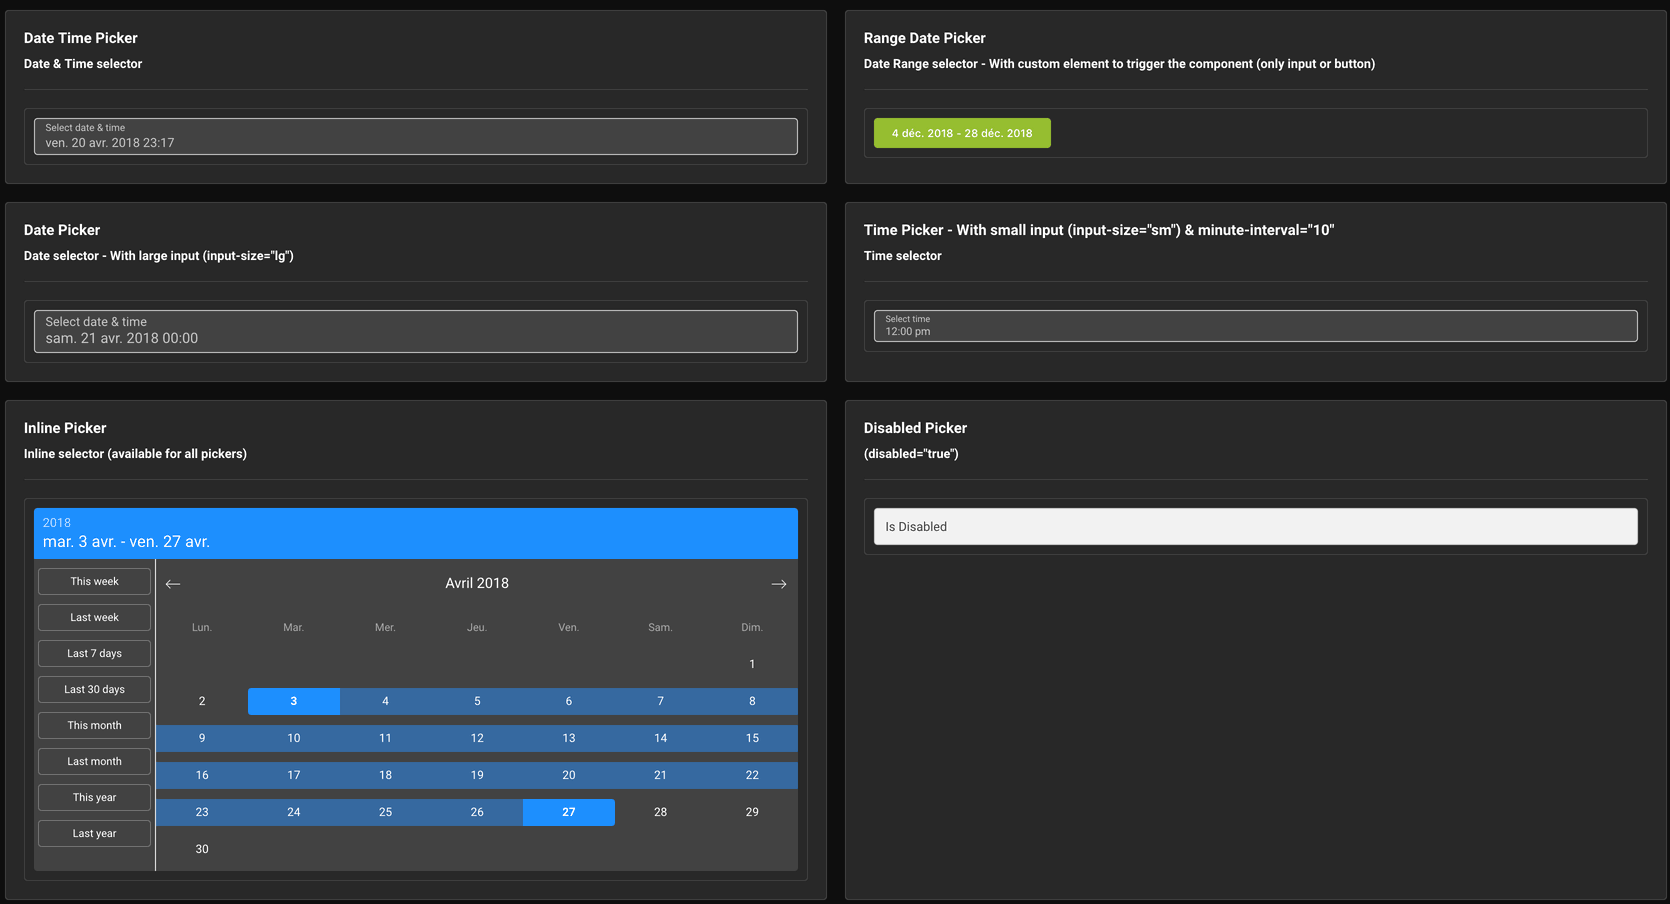 Date Time Picker
Date & Time selector
Select date & time
ven. 20 avr. 2018 23:17
Range Date Picker
Date Range selector - With custom element to trigger the component (only input or button)
4 déc. 2018 - 28 déc. 2018
Date Picker
Date selector - With large input (input-size="lg")
Select date & time
sam. 21 avr. 2018 00:00
Time Picker - With small input (input-size="sm") & minute-interval="10"
Time selector
Select time
12:00 pm
Inline Picker
Inline selector (available for all pickers)
2018
mar. 3 avr. - ven. 27 avr.
This week
Last week
Last 7 days
Last 30 days
This month
Last month
This year
Last year
Avril 2018
Lun. Mar. Mer. Jeu. Ven. Sam. Dim.
1
2 3 4 5 6 7 8
9 10 11 12 13 14 15
16 17 18 19 20 21 22
23 24 25 26 27 28 29
30
Disabled Picker
(disabled="true")
Is Disabled